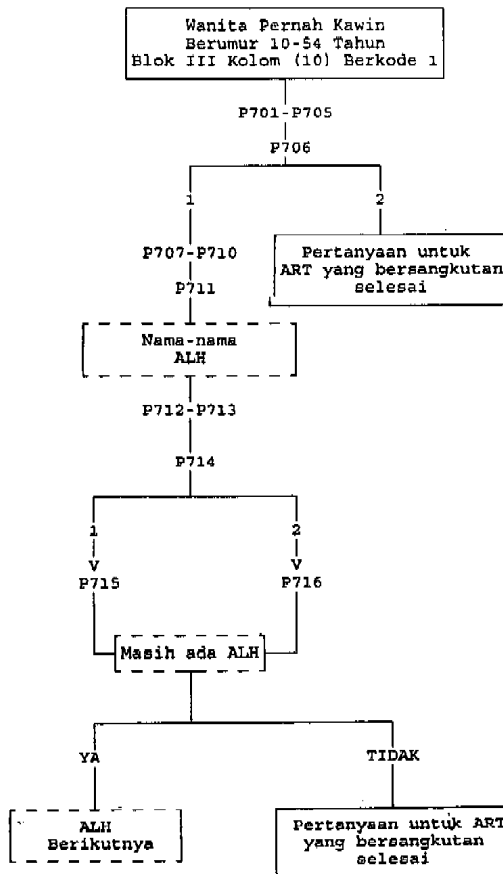 Wanita Pernah Kawin
Berumur 10-54 Tahun
Blok III Kolom (10) Berkode 1
P701-P705
P706
1
2
P707-P710
P711
Pertanyaan untuk
ART yang bersangkutan
selesai
Nama-nama
ALH
P712-P713
P714
1
2
V
V
P715
P716
Masih ada ALH
YA
TIDAK
ALH
Berikutnya
Pertanyaan untuk ART
yang bersangkutan
selesai